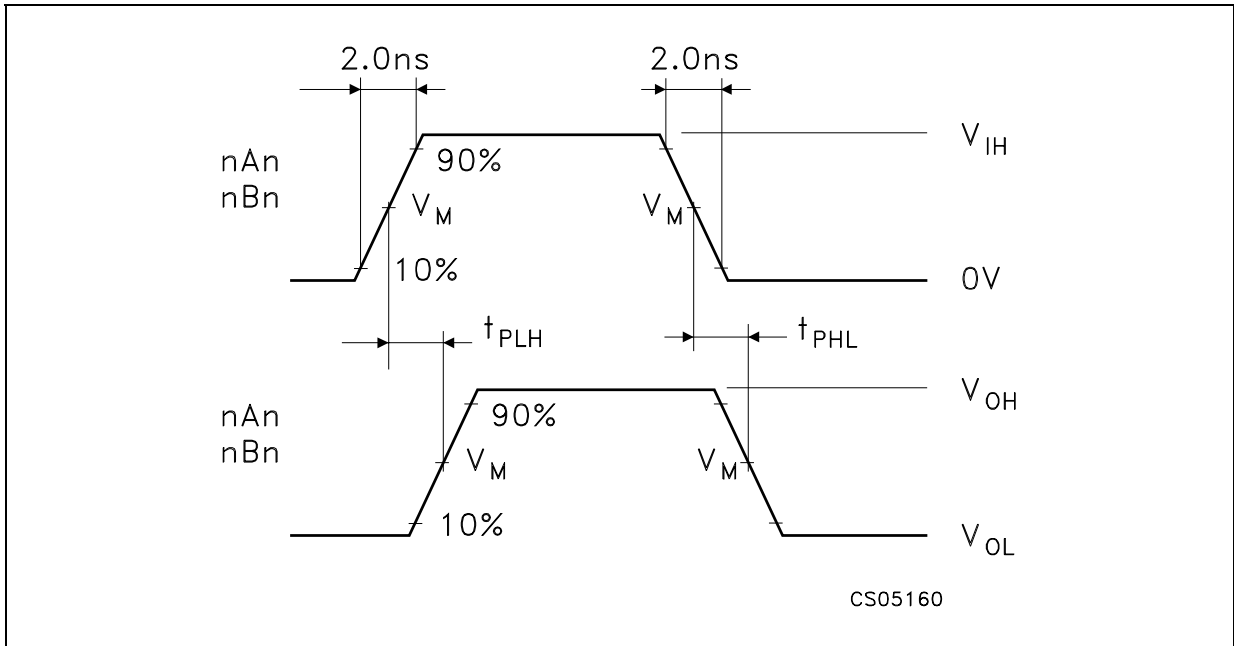 2.0ns 2.0ns
nAn
nBn
90%
V_M
V_M
10%
V_IH
0V
t_PLH
t_PHL
nAn
nBn
90%
V_M
V_M
10%
V_OH
V_OL
CS05160